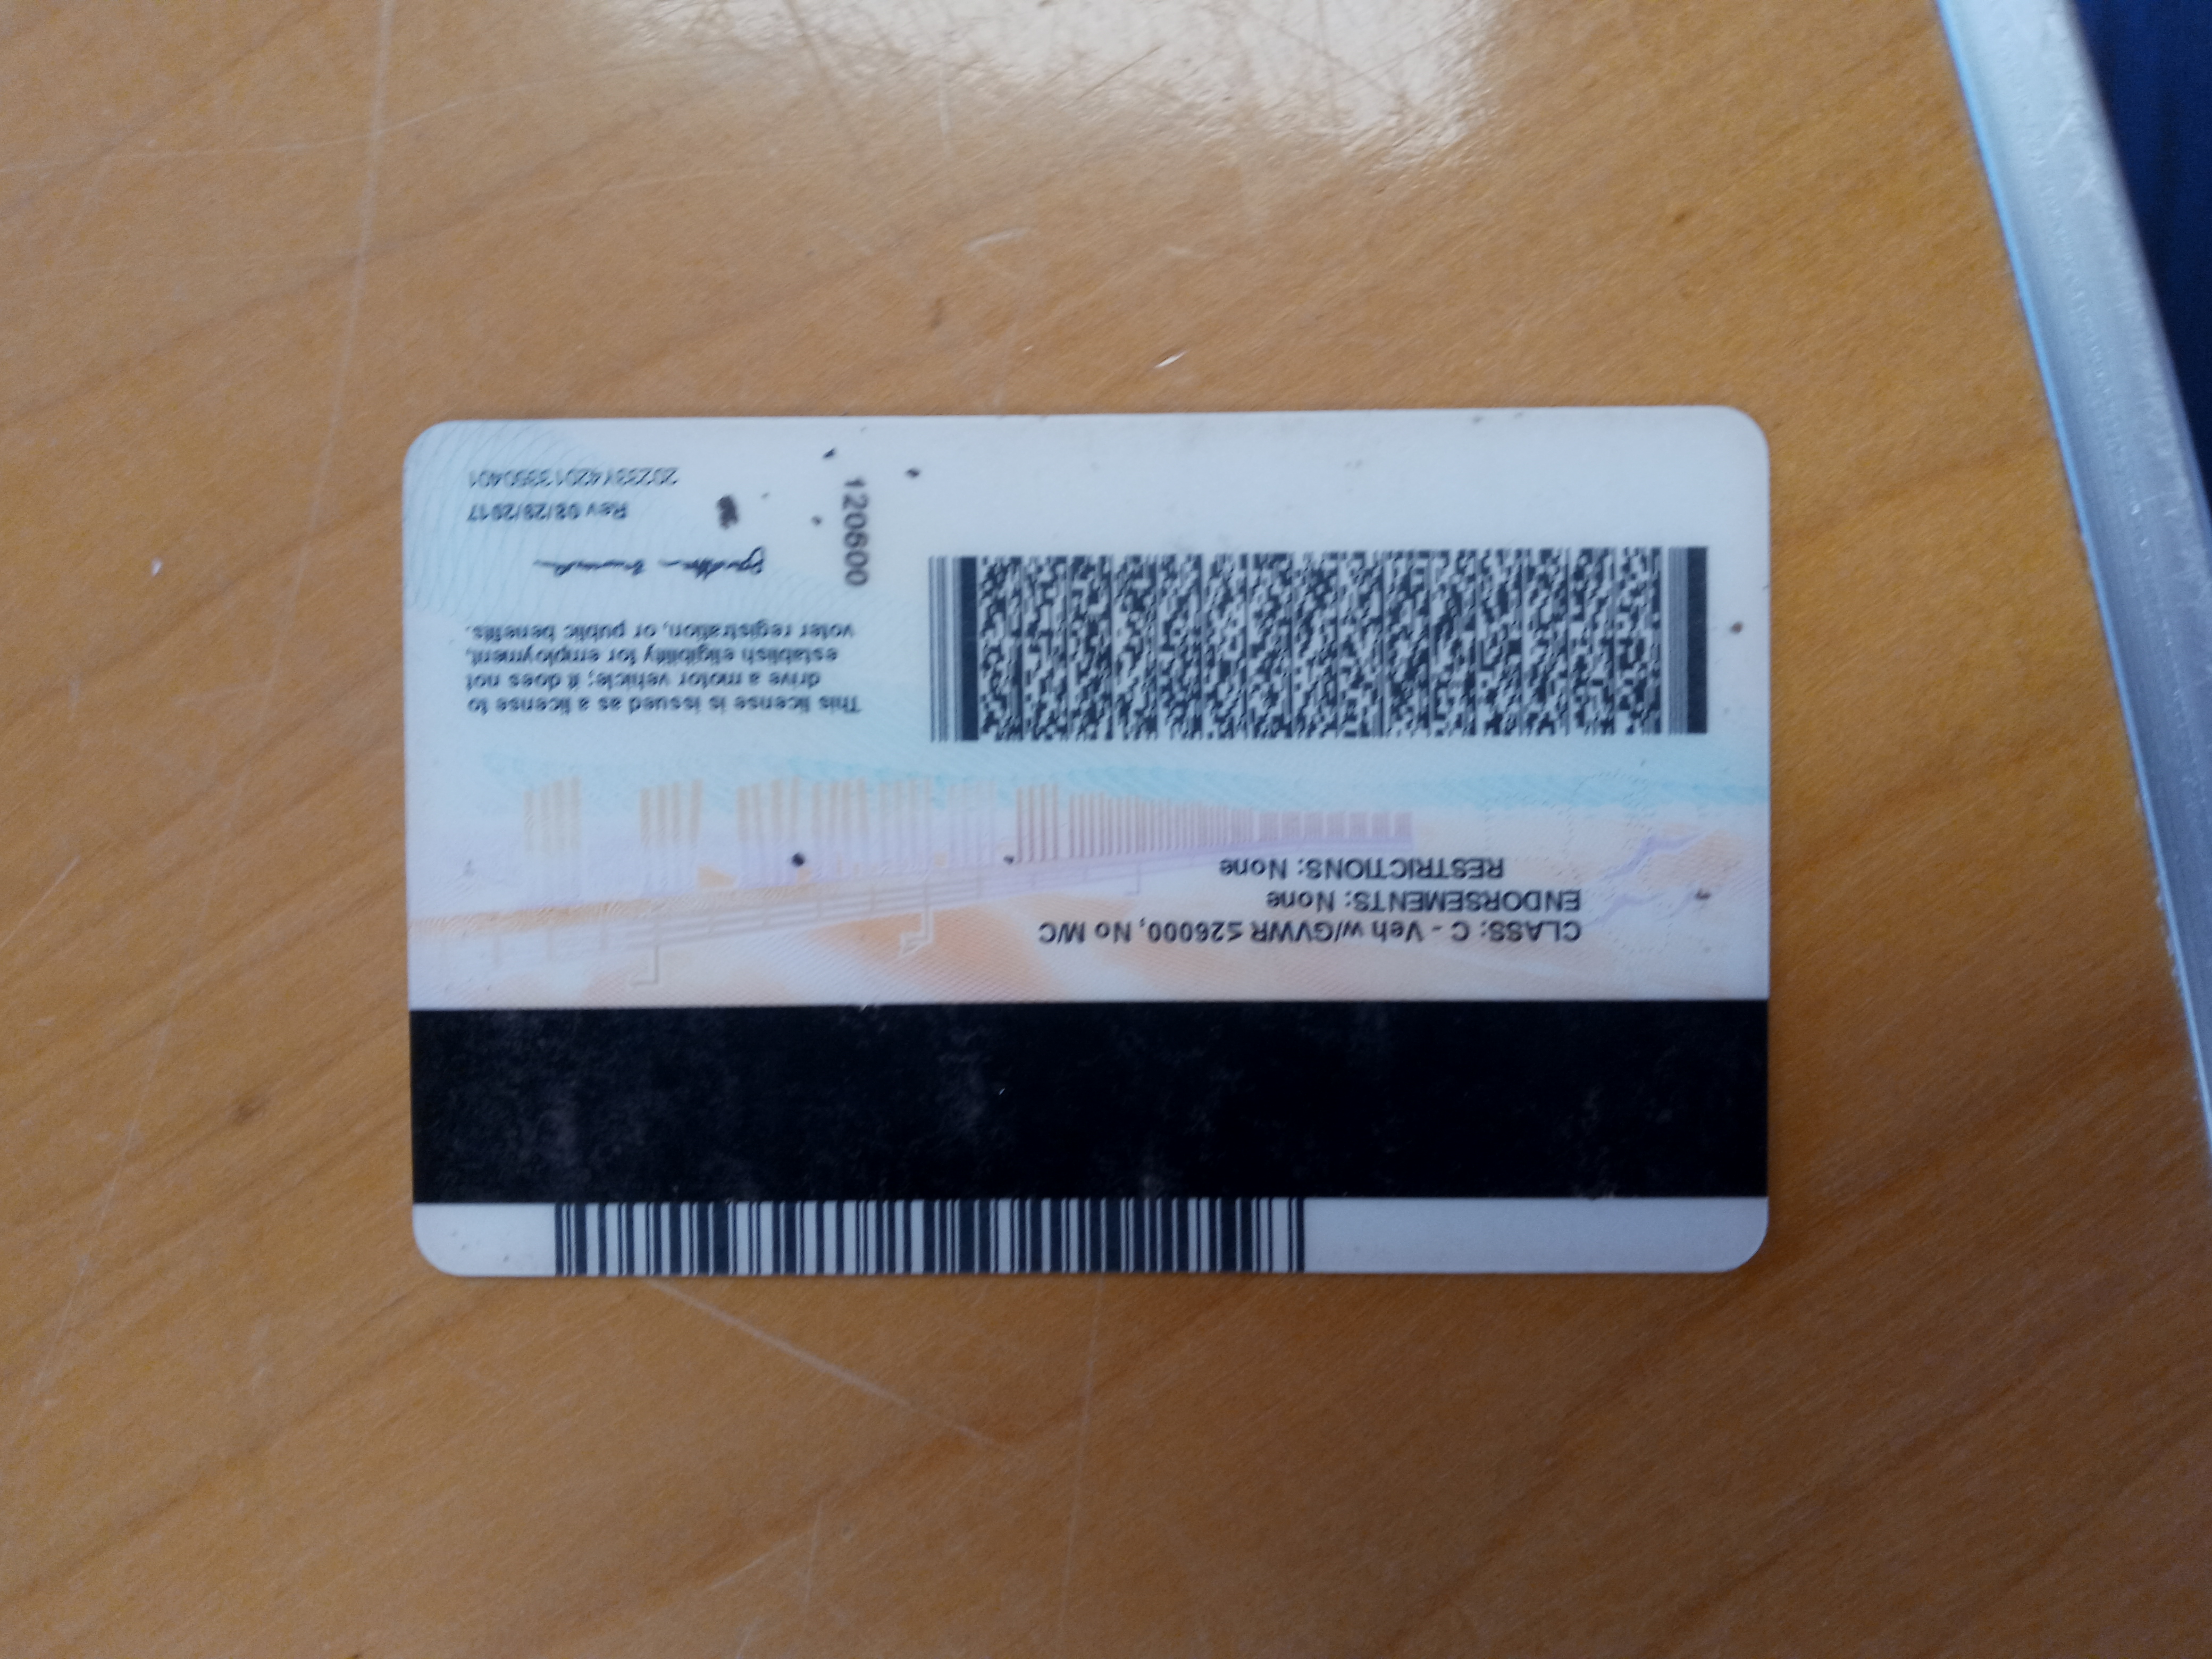 CLASS: C - Veh w/GVWR ≤26000, No M/C
ENDORSEMENTS: None
RESTRICTIONS: None
This license is issued as a license to
drive a motor vehicle; it does not
establish eligibility for employment,
voter registration, or public benefits.
120600
Rev 08/29/2017